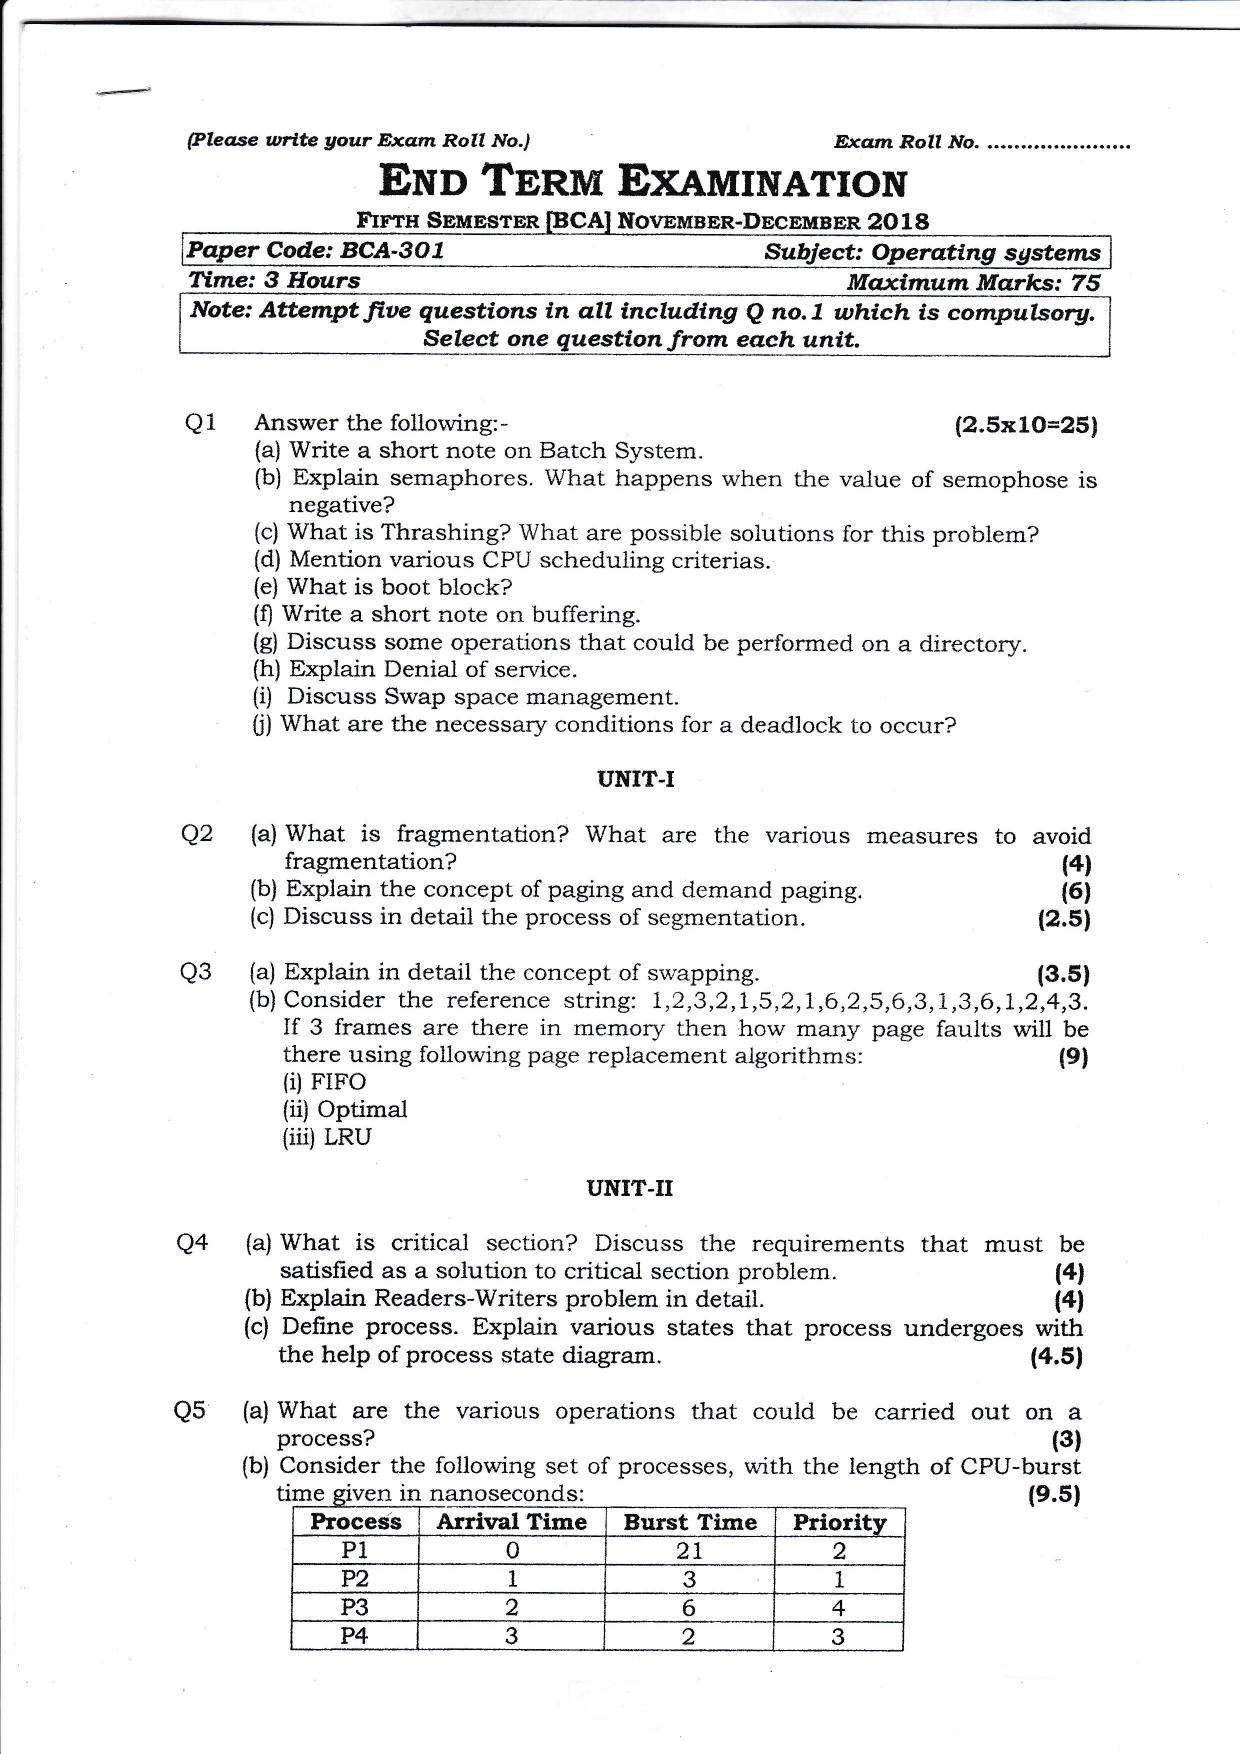 (Please write your Exam Roll No.) Exam Roll No. ......................
END TERM EXAMINATION
FIFTH SEMESTER [BCA] NOVEMBER-DECEMBER 2018
Paper Code: BCA-301 Subject: Operating systems
Time: 3 Hours Maximum Marks: 75
Note: Attempt five questions in all including Q no.1 which is compulsory.
Select one question from each unit.
Q1 Answer the following:- (2.5x10=25)
(a) Write a short note on Batch System.
(b) Explain semaphores. What happens when the value of semophose is
negative?
(c) What is Thrashing? What are possible solutions for this problem?
(d) Mention various CPU scheduling criterias.
(e) What is boot block?
(f) Write a short note on buffering.
(g) Discuss some operations that could be performed on a directory.
(h) Explain Denial of service.
(i) Discuss Swap space management.
(j) What are the necessary conditions for a deadlock to occur?
UNIT-I
Q2 (a) What is fragmentation? What are the various measures to avoid
fragmentation? (4)
(b) Explain the concept of paging and demand paging. (6)
(c) Discuss in detail the process of segmentation. (2.5)
Q3 (a) Explain in detail the concept of swapping. (3.5)
(b) Consider the reference string: 1,2,3,2,1,5,2,1,6,2,5,6,3,1,3,6,1,2,4,3.
If 3 frames are there in memory then how many page faults will be
there using following page replacement algorithms: (9)
(i) FIFO
(ii) Optimal
(iii) LRU
UNIT-II
Q4 (a) What is critical section? Discuss the requirements that must be
satisfied as a solution to critical section problem. (4)
(b) Explain Readers-Writers problem in detail. (4)
(c) Define process. Explain various states that process undergoes with
the help of process state diagram. (4.5)
Q5 (a) What are the various operations that could be carried out on a
process? (3)
(b) Consider the following set of processes, with the length of CPU-burst
time given in nanoseconds: (9.5)
Process Arrival Time Burst Time Priority
P1 0 21 2
P2 1 3 1
P3 2 6 4
P4 3 2 3